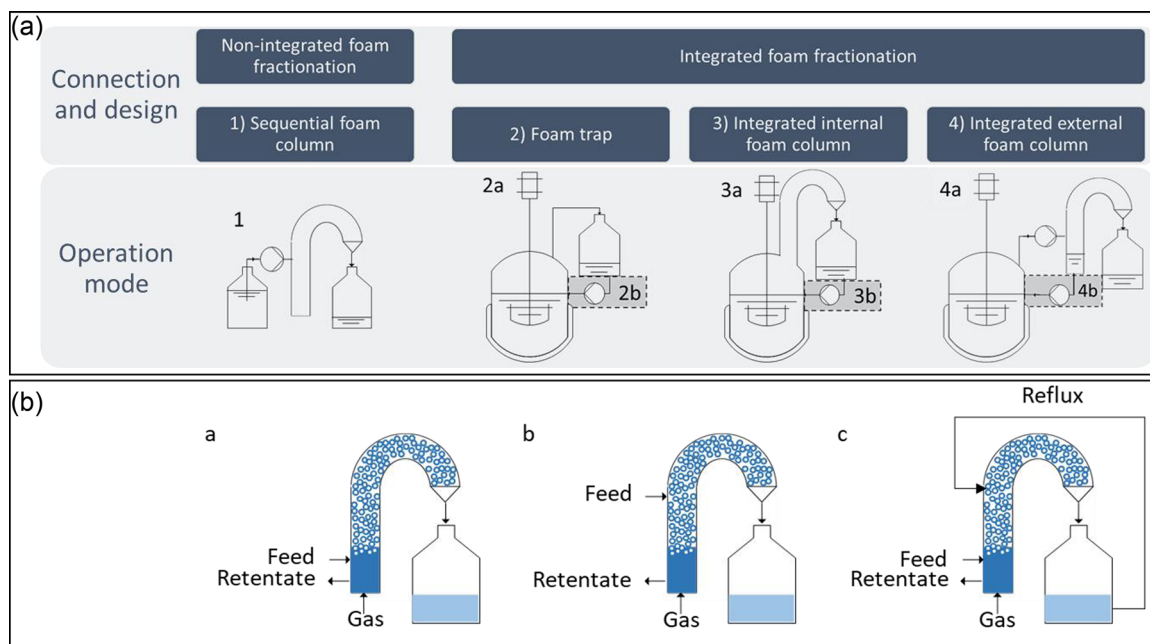 (a)
Connection
and design
Non-integrated foam
fractionation
Integrated foam fractionation
1) Sequential foam
column
2) Foam trap
3) Integrated internal
foam column
4) Integrated external
foam column
Operation
mode
1
2a
2b
3a
3b
4a
4b
(b)
a
Feed
Retentate
Gas
b
Feed
Retentate
Gas
c
Reflux
Feed
Retentate
Gas